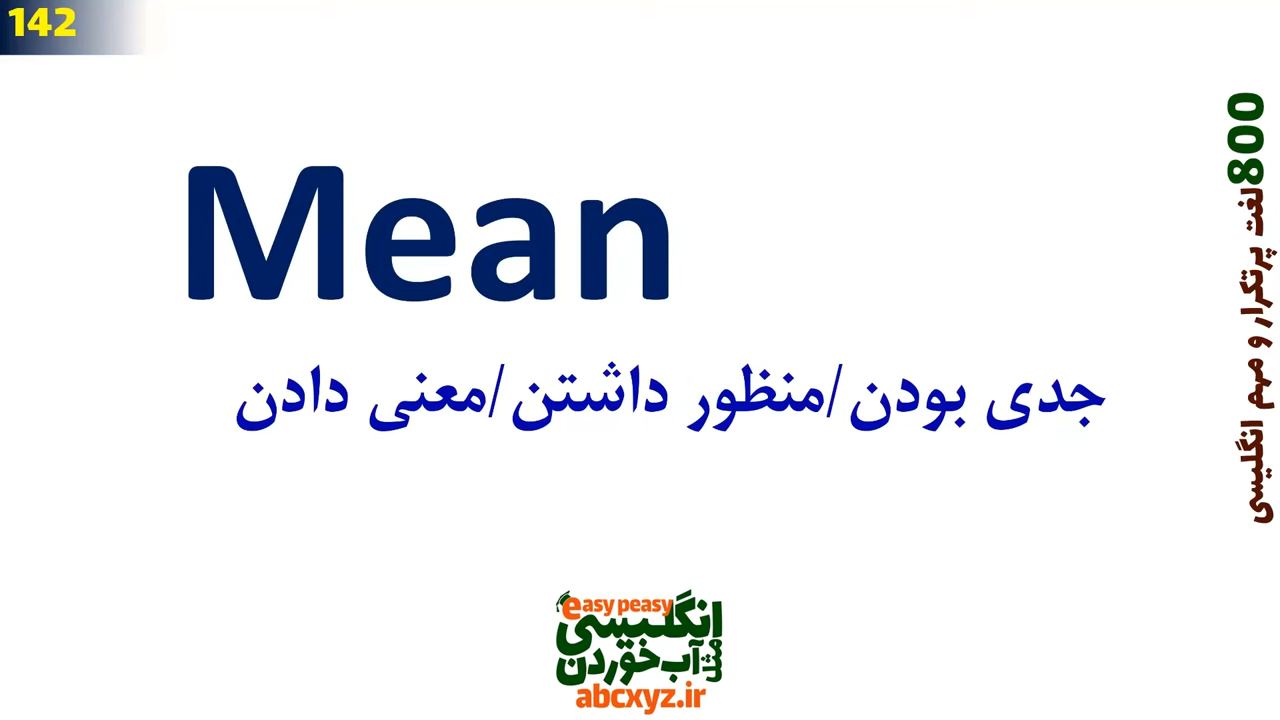 142
Mean
جدی بودن/منظور داشتن/معنی دادن
800 لغت پرتکرار و مهم انگلیسی
easy peasy
انگلیسی
مثل آب خوردن
abcxyz.ir